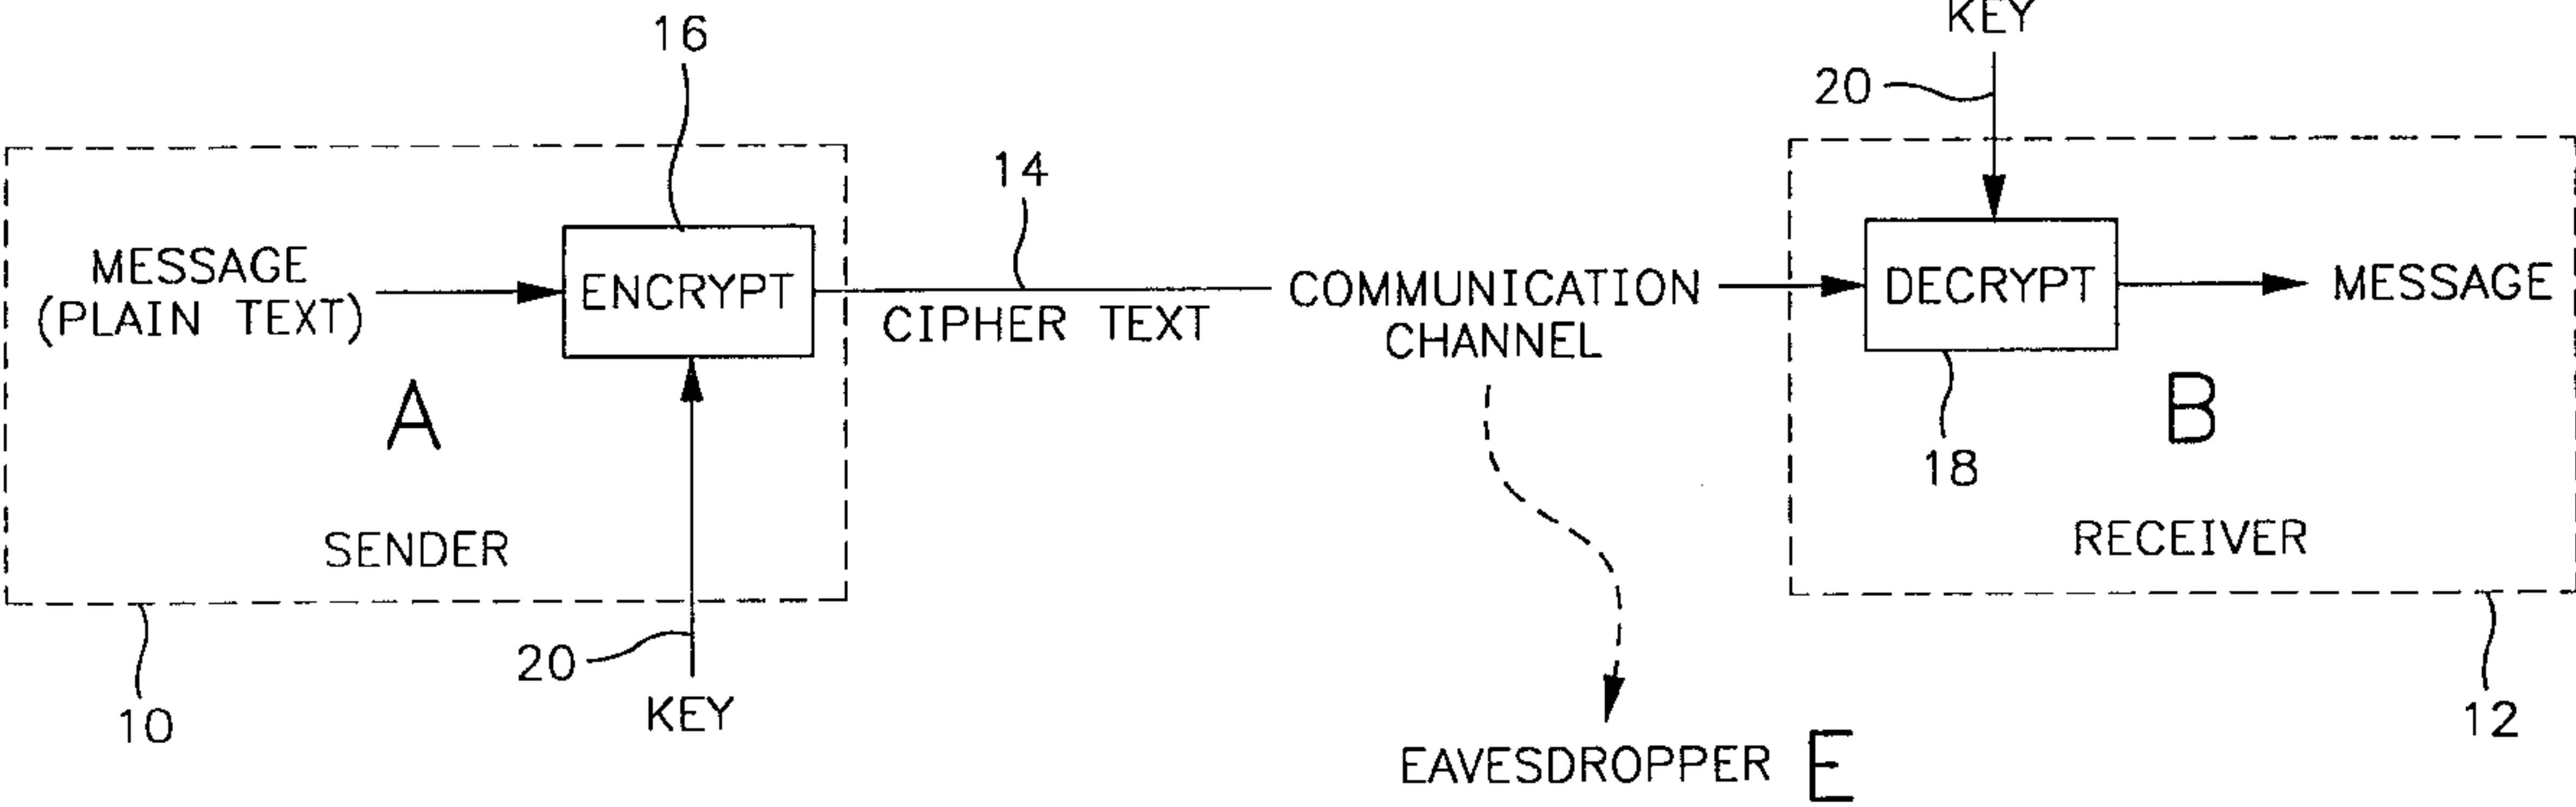 16
KEY
20
14
MESSAGE
(PLAIN TEXT)
ENCRYPT
CIPHER TEXT
COMMUNICATION
CHANNEL
DECRYPT
MESSAGE
A
B
18
SENDER
RECEIVER
20
10
KEY
12
EAVESDROPPER E